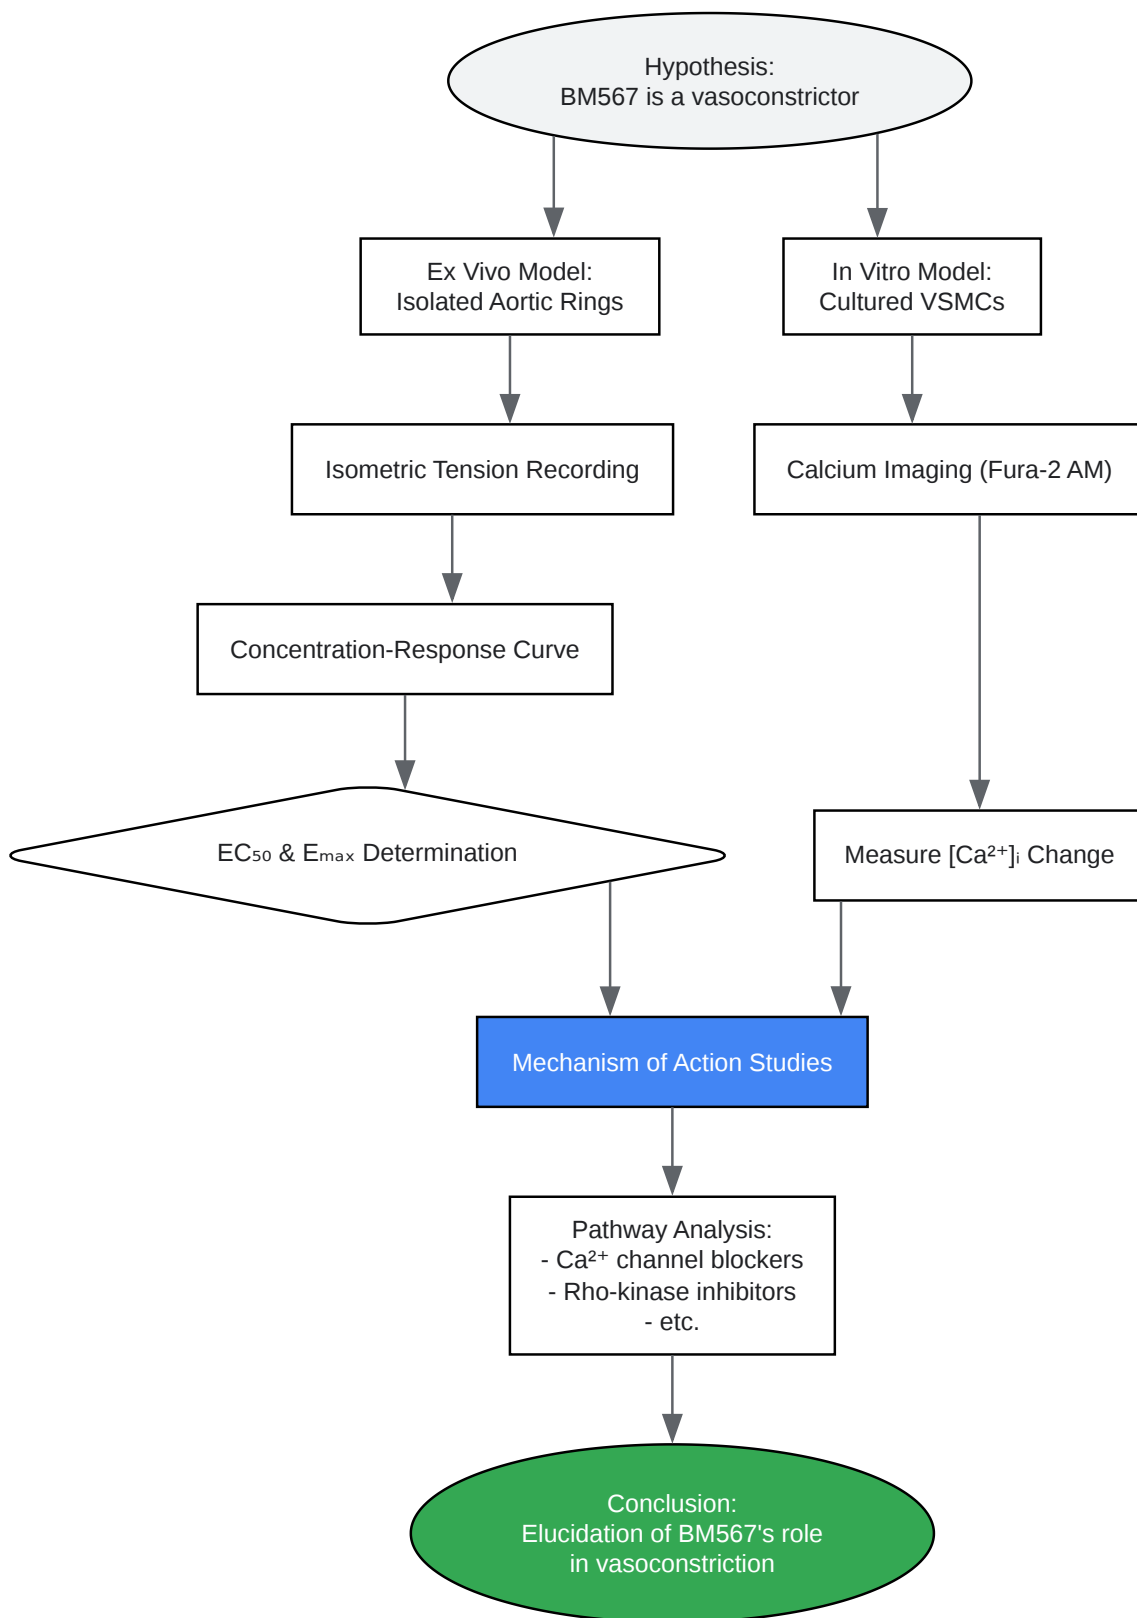 Hypothesis:
BM567 is a vasoconstrictor
Ex Vivo Model:
Isolated Aortic Rings
In Vitro Model:
Cultured VSMCs
Isometric Tension Recording
Calcium Imaging (Fura-2 AM)
Concentration-Response Curve
EC₅₀ & Eₘₐₓ Determination
Measure [Ca²⁺]ᵢ Change
Mechanism of Action Studies
Pathway Analysis:
- Ca²⁺ channel blockers
- Rho-kinase inhibitors
- etc.
Conclusion:
Elucidation of BM567's role
in vasoconstriction